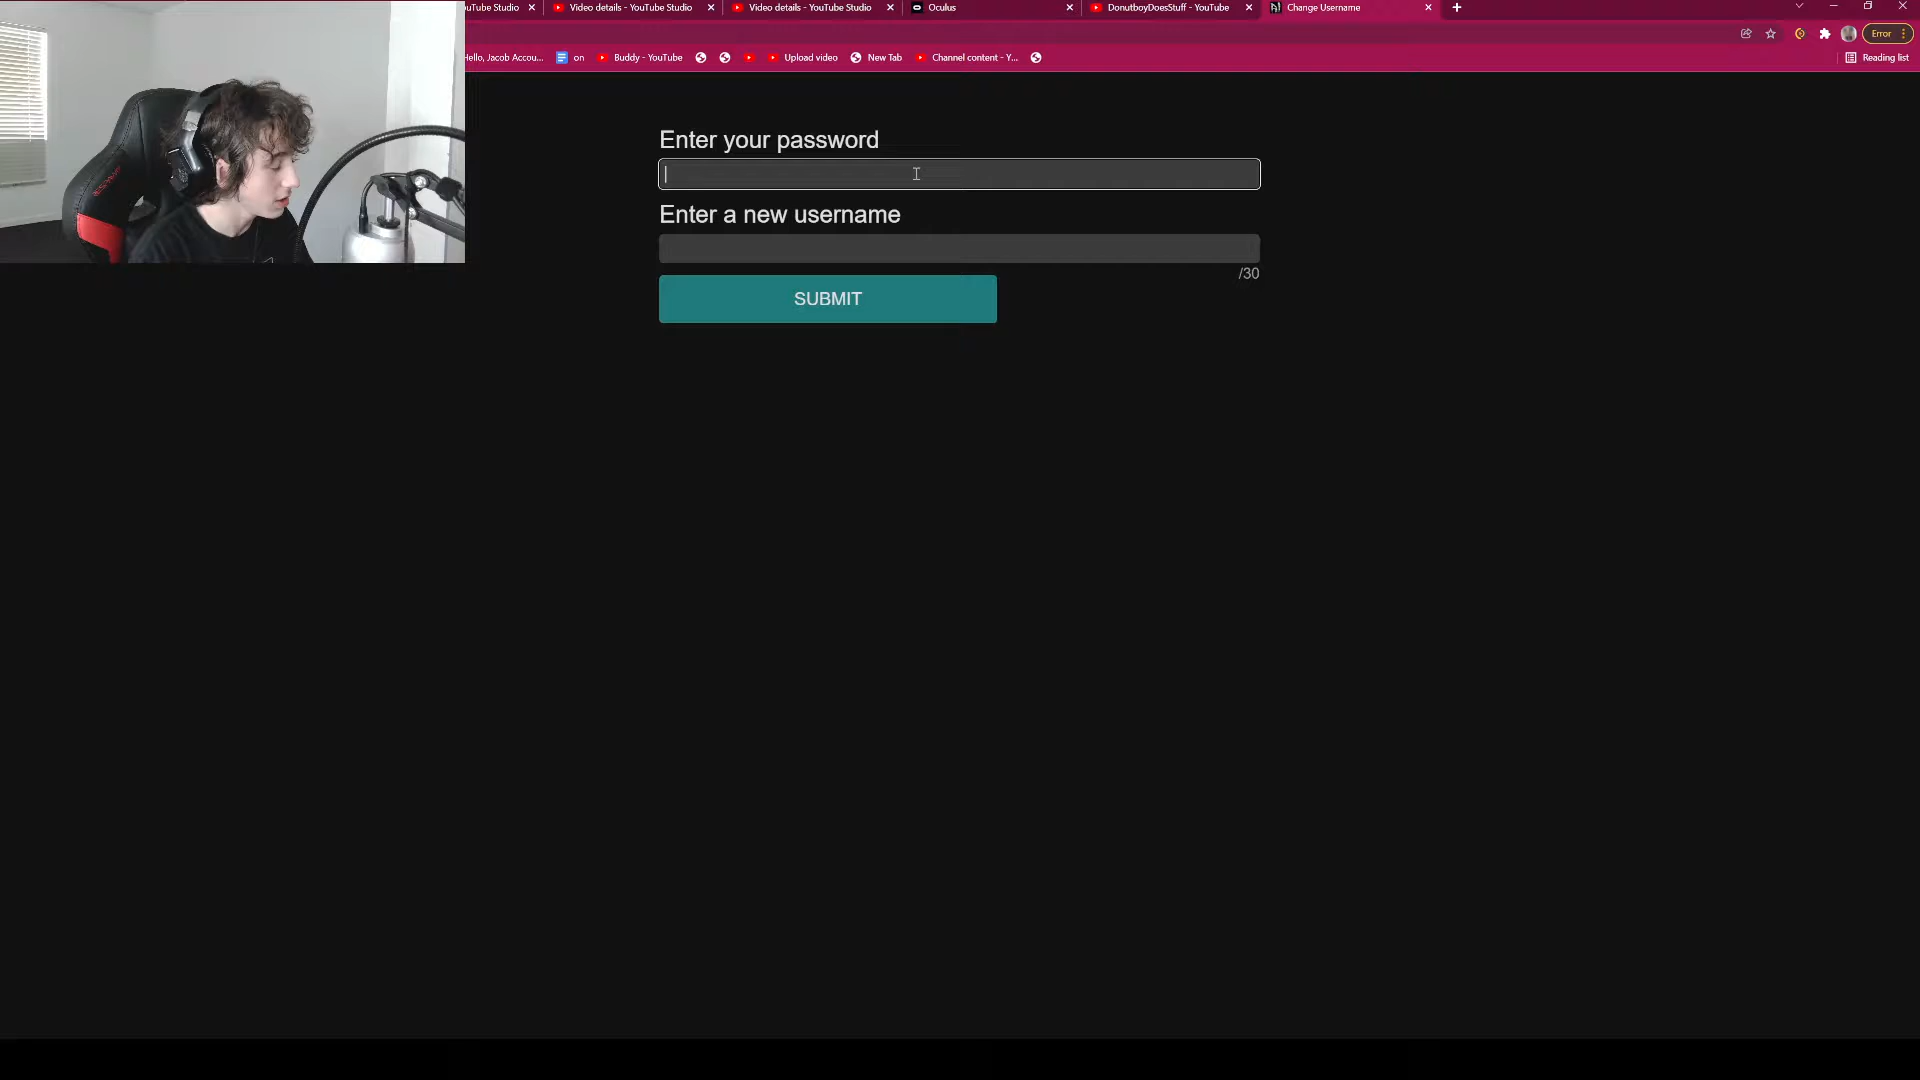 ouTube Studio
Video details - YouTube Studio
Video details - YouTube Studio
Oculus
DonutboyDoesStuff - YouTube
Change Username
Error
Hello, Jacob Accou...
on
Buddy - YouTube
Upload video
New Tab
Channel content - Y...
Reading list
Enter your password
Enter a new username
/30
SUBMIT